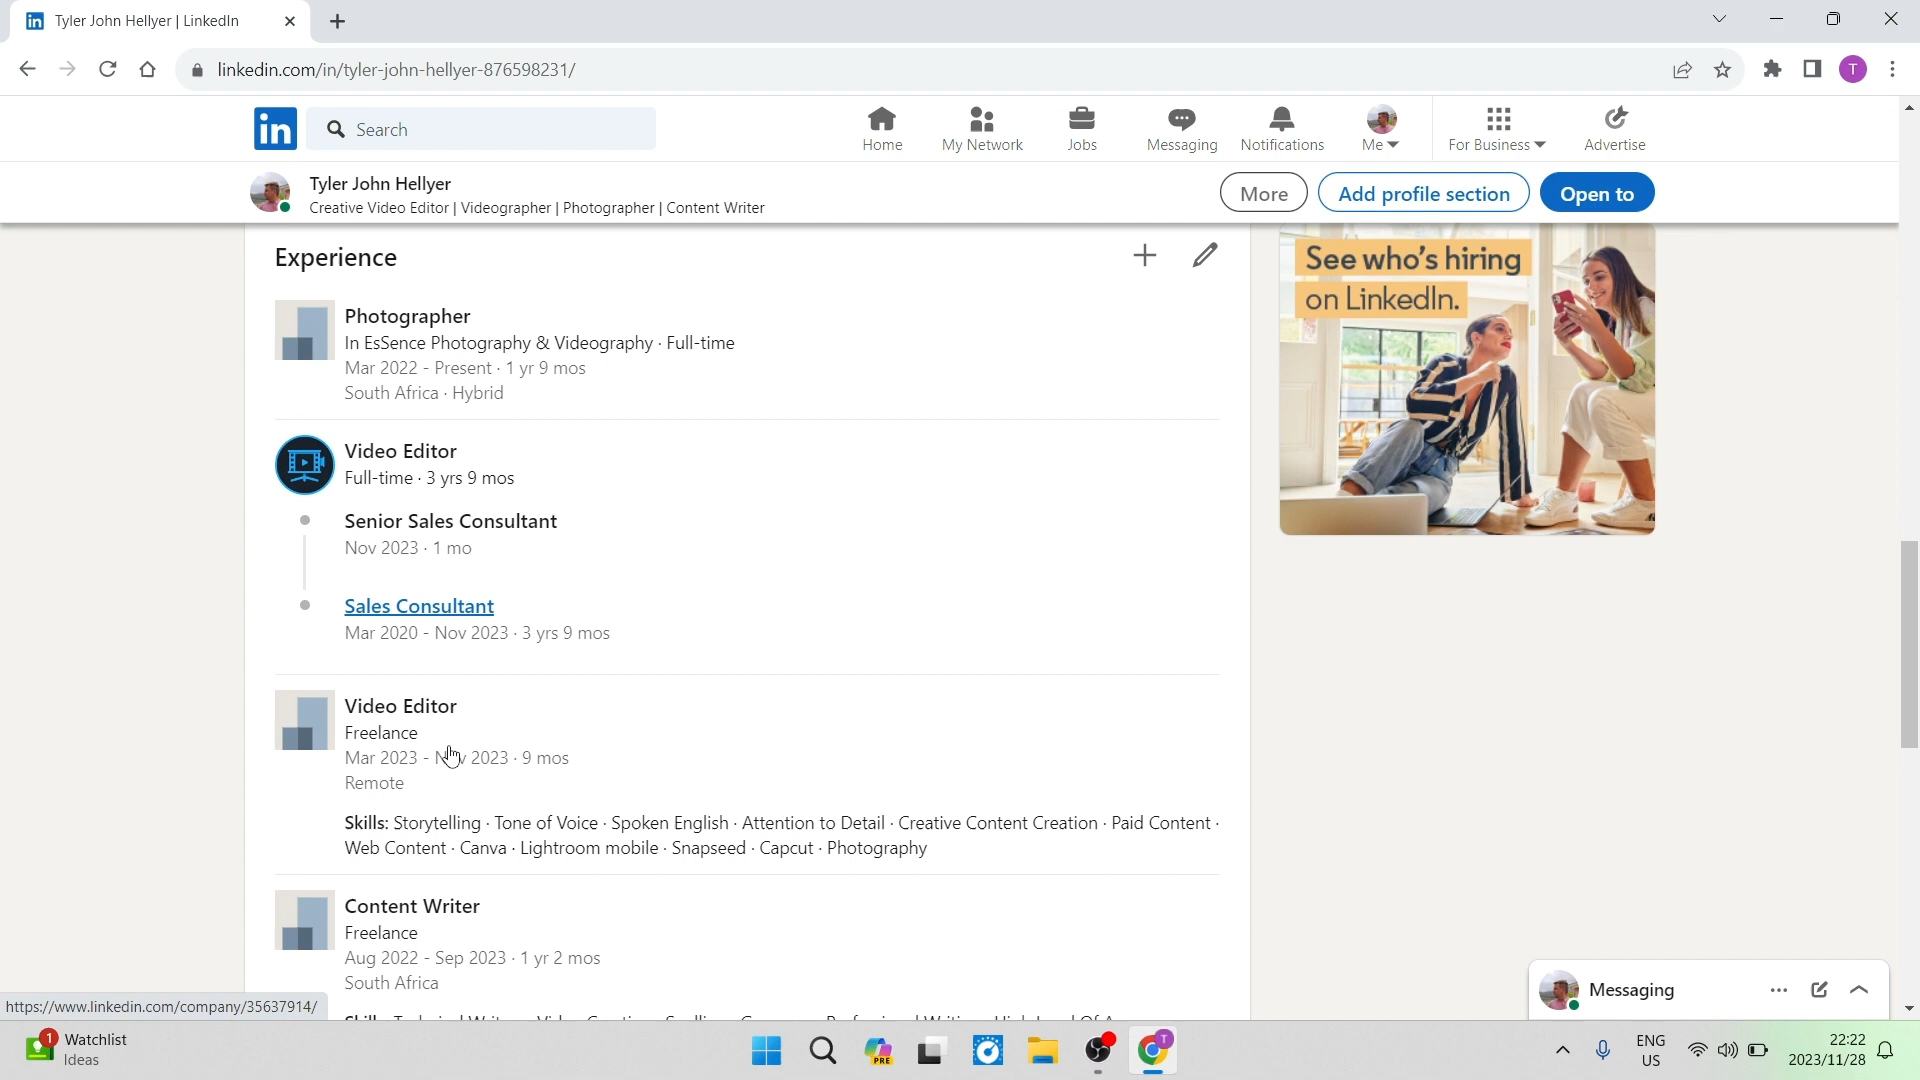 Tyler John Hellyer | LinkedIn
linkedin.com/in/tyler-john-hellyer-876598231/
T
in
Search
Home
My Network
Jobs
Messaging
Notifications
Me
For Business
Advertise
Tyler John Hellyer
Creative Video Editor | Videographer | Photographer | Content Writer
More
Add profile section
Open to
Experience
Photographer
In EsSence Photography & Videography · Full-time
Mar 2022 - Present · 1 yr 9 mos
South Africa · Hybrid
Video Editor
Full-time · 3 yrs 9 mos
Senior Sales Consultant
Nov 2023 · 1 mo
Sales Consultant
Mar 2020 - Nov 2023 · 3 yrs 9 mos
Video Editor
Freelance
Mar 2023 - Nov 2023 · 9 mos
Remote
Skills: Storytelling · Tone of Voice · Spoken English · Attention to Detail · Creative Content Creation · Paid Content ·
Web Content · Canva · Lightroom mobile · Snapseed · Capcut · Photography
Content Writer
Freelance
Aug 2022 - Sep 2023 · 1 yr 2 mos
South Africa
See who's hiring
on LinkedIn.
Messaging
https://www.linkedin.com/company/35637914/
1
Watchlist
Ideas
PRE
T
ENG
US
22:22
2023/11/28